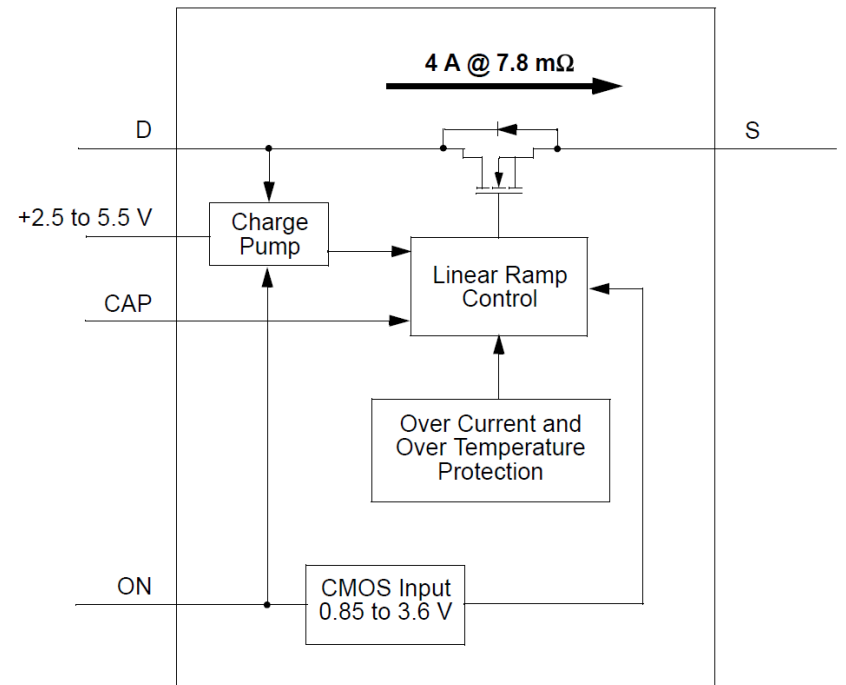 4 A @ 7.8 mΩ
D
S
+2.5 to 5.5 V
Charge
Pump
Linear Ramp
Control
CAP
Over Current and
Over Temperature
Protection
ON
CMOS Input
0.85 to 3.6 V